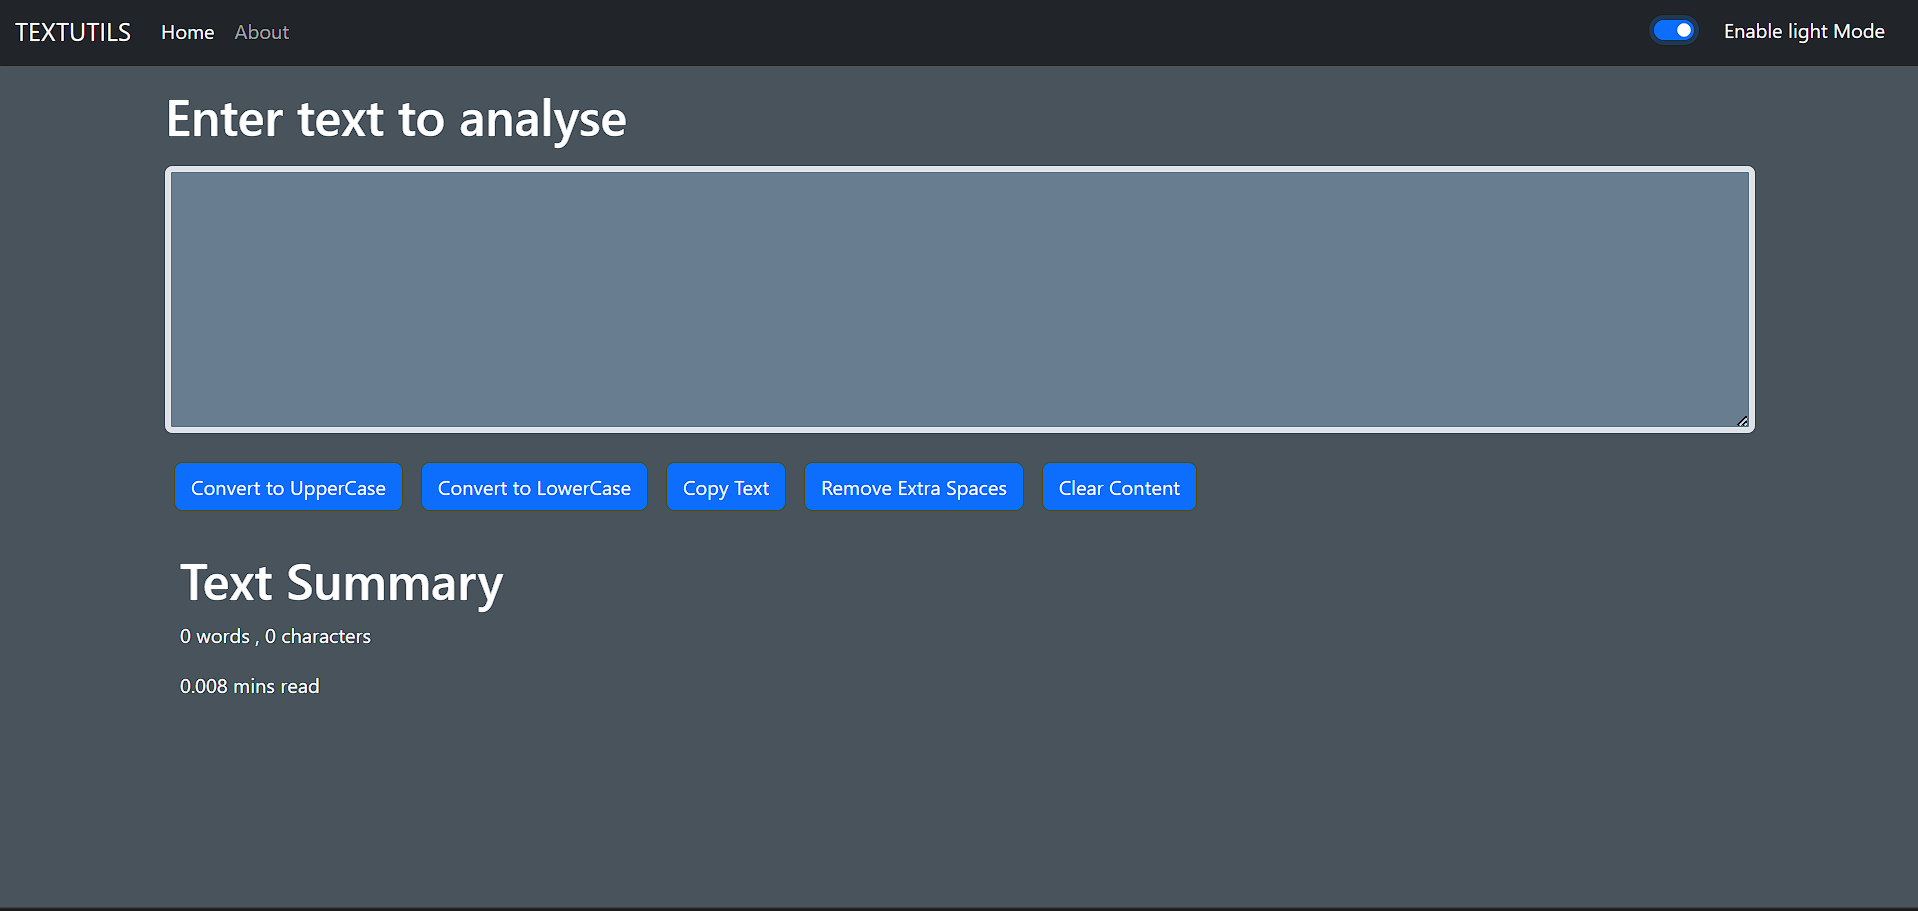 TEXTUTILS Home About Enable light Mode
Enter text to analyse
Convert to UpperCase Convert to LowerCase Copy Text Remove Extra Spaces Clear Content
Text Summary
0 words , 0 characters
0.008 mins read